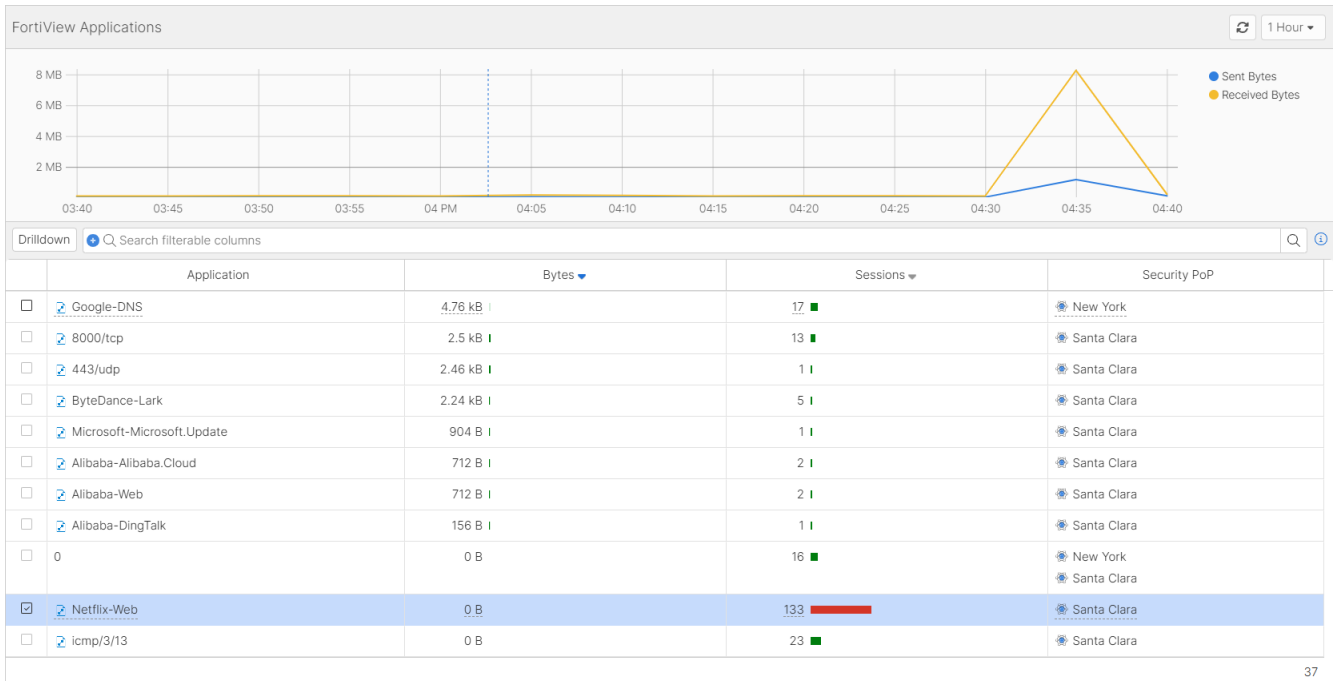 FortiView Applications
1 Hour
8 MB
6 MB
4 MB
2 MB
03:40 03:45 03:50 03:55 04 PM 04:05 04:10 04:15 04:20 04:25 04:30 04:35 04:40
Sent Bytes
Received Bytes
Drilldown Search filterable columns
Application Bytes Sessions Security PoP
Google-DNS 4.76 kB 17 New York
8000/tcp 2.5 kB 13 Santa Clara
443/udp 2.46 kB 1 Santa Clara
ByteDance-Lark 2.24 kB 5 Santa Clara
Microsoft-Microsoft.Update 904 B 1 Santa Clara
Alibaba-Alibaba.Cloud 712 B 2 Santa Clara
Alibaba-Web 712 B 2 Santa Clara
Alibaba-DingTalk 156 B 1 Santa Clara
0 0 B 16 New York
Santa Clara
Netflix-Web 0 B 133 Santa Clara
icmp/3/13 0 B 23 Santa Clara
37